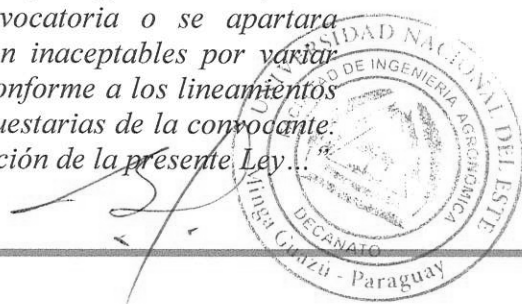 vocatoria o se apartara
n inaceptables por variar
onforme a los lineamientos
uestarias de la convocante.
ción de la presente Ley..."
UNIVERSIDAD NACIONAL DEL ESTE
FACULTAD DE INGENIERIA AGRONOMICA
DECANATO
Minga Guazú - Paraguay